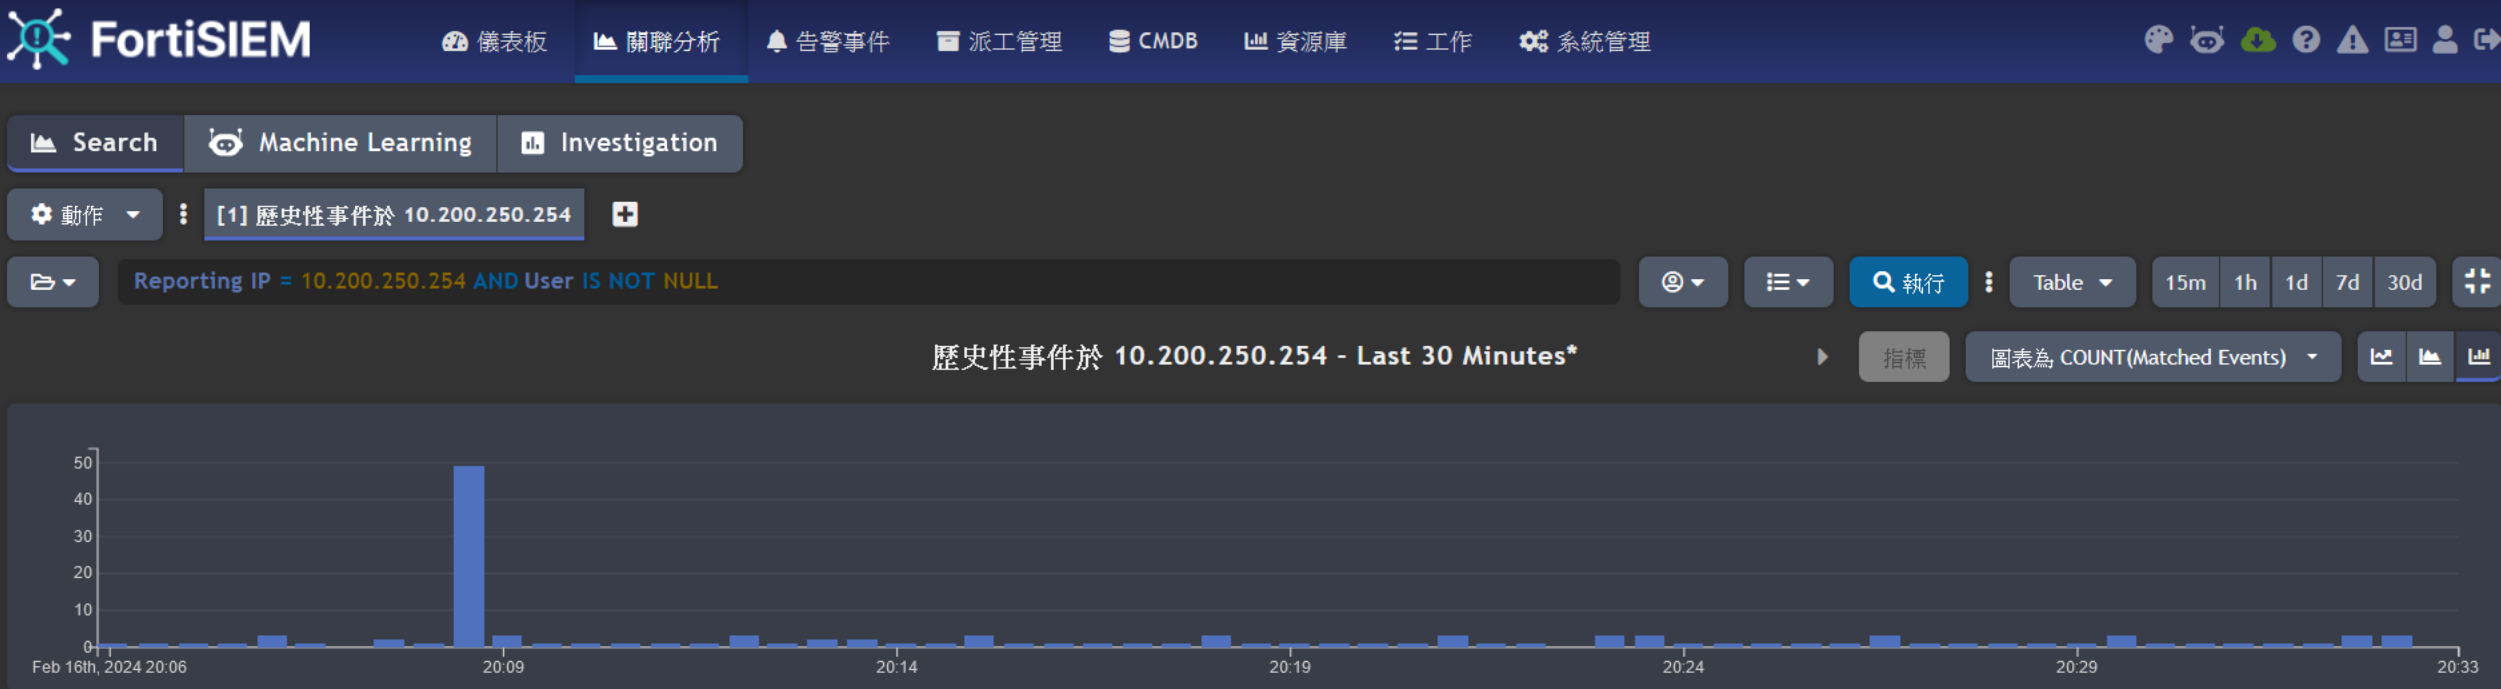 FortiSIEM 儀表板 關聯分析 告警事件 派工管理 CMDB 資源庫 工作 系統管理
Search Machine Learning Investigation
動作 [1] 歷史性事件於 10.200.250.254
Reporting IP = 10.200.250.254 AND User IS NOT NULL 執行 Table 15m 1h 1d 7d 30d
歷史性事件於 10.200.250.254 - Last 30 Minutes* 指標 圖表為 COUNT(Matched Events)
50
40
30
20
10
0
Feb 16th, 2024 20:06 20:09 20:14 20:19 20:24 20:29 20:33